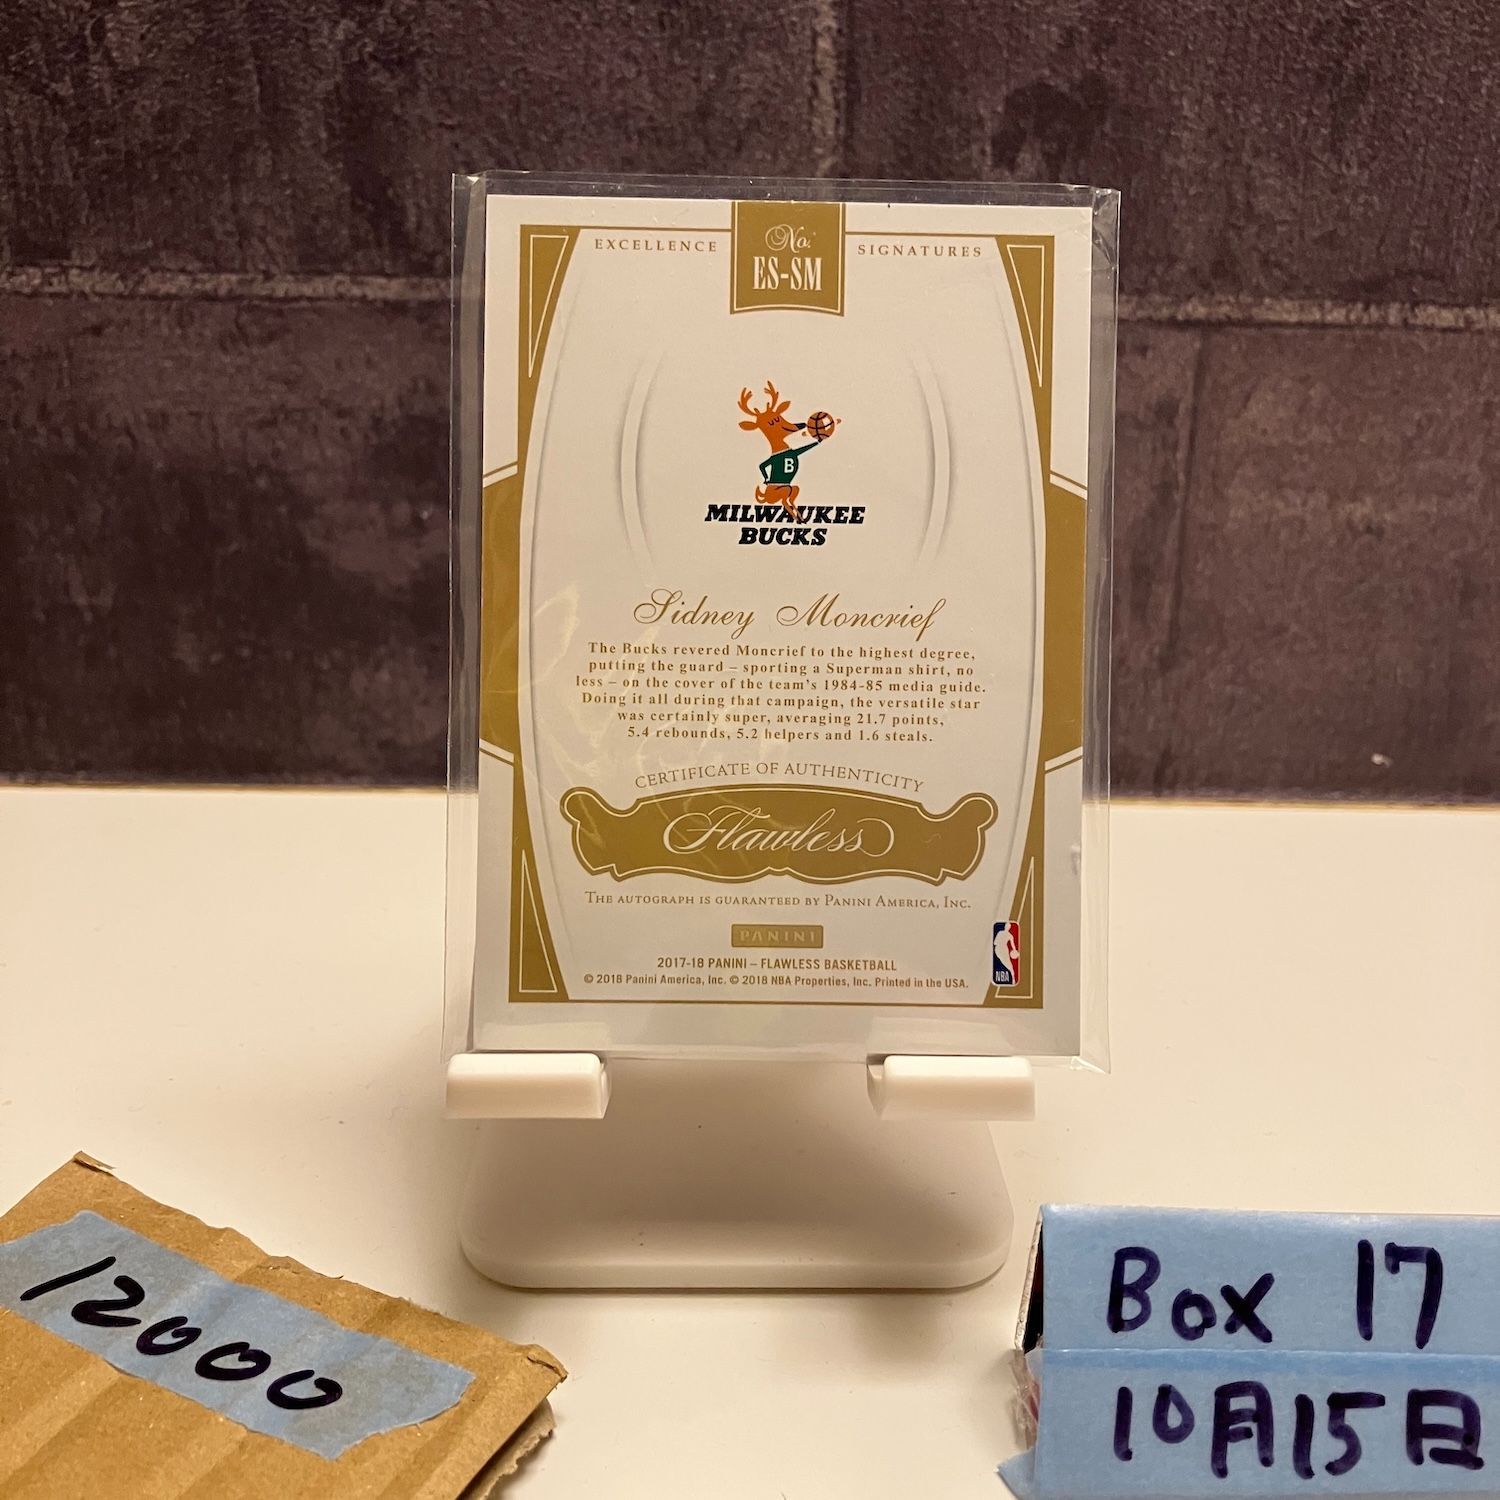 EXCELLENCE
No.
ES-SM
SIGNATURES
B
MILWAUKEE
BUCKS
Sidney Moncrief
The Bucks revered Moncrief to the highest degree,
putting the guard – sporting a Superman shirt, no
less – on the cover of the team's 1984-85 media guide.
Doing it all during that campaign, the versatile star
was certainly super, averaging 21.7 points,
5.4 rebounds, 5.2 helpers and 1.6 steals.
CERTIFICATE OF AUTHENTICITY
Flawless
THE AUTOGRAPH IS GUARANTEED BY PANINI AMERICA, INC.
PANINI
2017-18 PANINI – FLAWLESS BASKETBALL
© 2018 Panini America, Inc. © 2018 NBA Properties, Inc. Printed in the USA.
NBA
12000
Box 17
10月15日